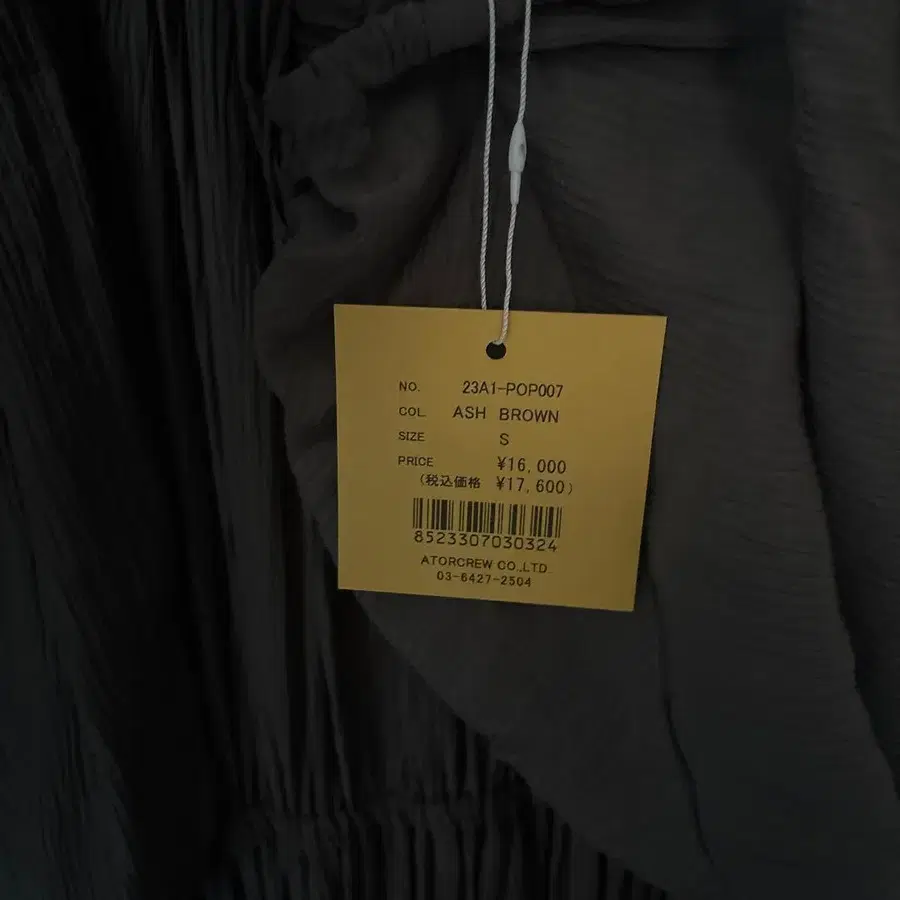 NO. 23A1-POP007
COL. ASH BROWN
SIZE S
PRICE ¥16,000
(税込価格 ¥17,600)
8523307030324
ATORCREW CO.,LTD
03-6427-2504